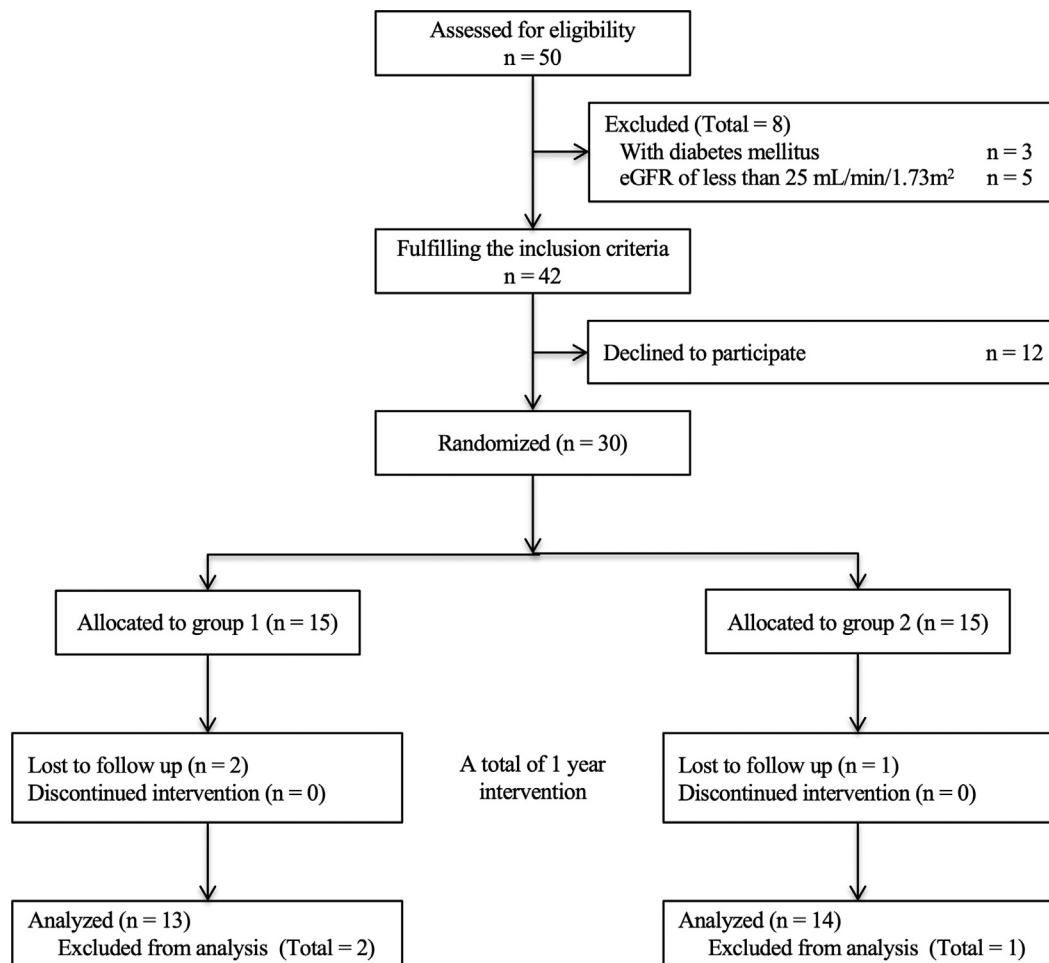 Assessed for eligibility
n = 50
Excluded (Total = 8)
With diabetes mellitus n = 3
eGFR of less than 25 mL/min/1.73m² n = 5
Fulfilling the inclusion criteria
n = 42
Declined to participate n = 12
Randomized (n = 30)
Allocated to group 1 (n = 15)
Allocated to group 2 (n = 15)
Lost to follow up (n = 2)
Discontinued intervention (n = 0)
A total of 1 year
intervention
Lost to follow up (n = 1)
Discontinued intervention (n = 0)
Analyzed (n = 13)
Excluded from analysis (Total = 2)
Analyzed (n = 14)
Excluded from analysis (Total = 1)